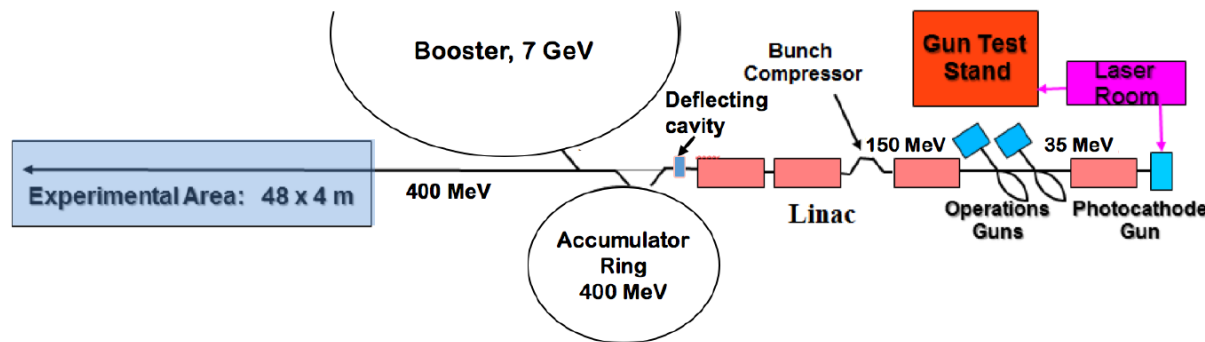 Booster, 7 GeV
Bunch
Compressor
Gun Test
Stand
Laser
Room
Deflecting
cavity
150 MeV
35 MeV
Experimental Area: 48 x 4 m
400 MeV
Linac
Operations
Guns
Photocathode
Gun
Accumulator
Ring
400 MeV